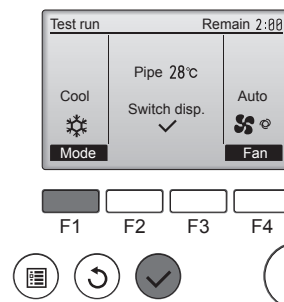 Test run Remain 2:00
Pipe 28℃
Cool Auto
Switch disp.
Mode Fan
F1 F2 F3 F4